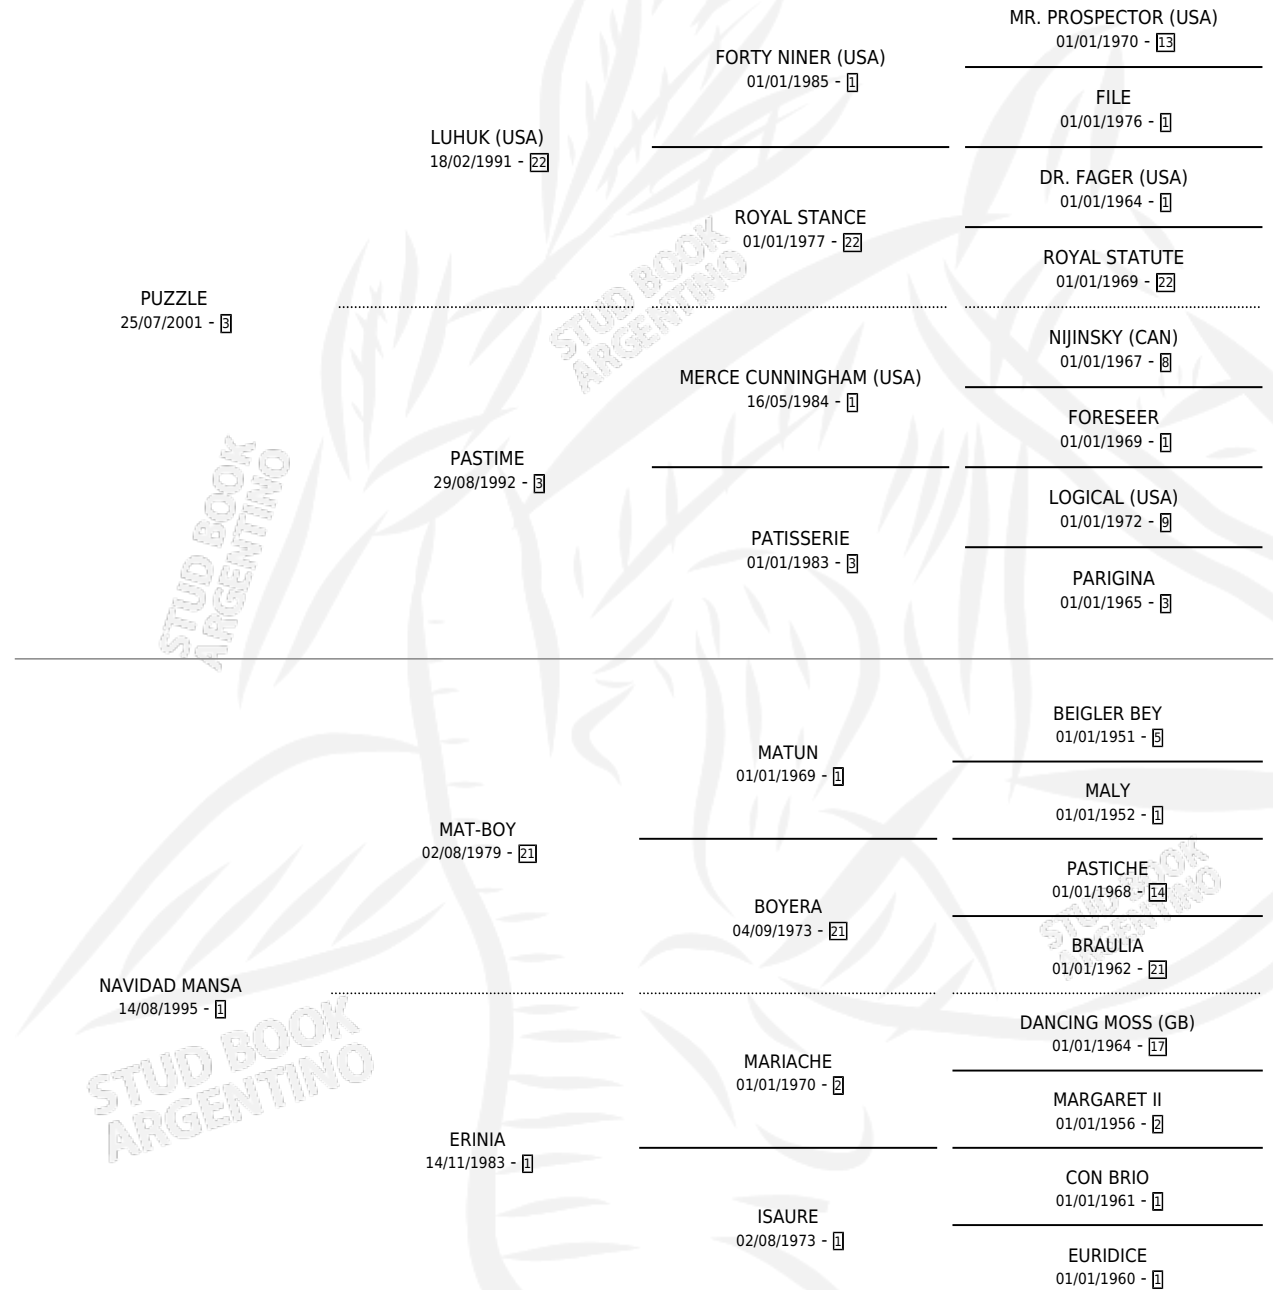 MR. PROSPECTOR (USA)
01/01/1970 - 13
FORTY NINER (USA)
01/01/1985 - 1
FILE
01/01/1976 - 1
LUHUK (USA)
18/02/1991 - 22
DR. FAGER (USA)
01/01/1964 - 1
ROYAL STANCE
01/01/1977 - 22
ROYAL STATUTE
01/01/1969 - 22
PUZZLE
25/07/2001 - 3
NIJINSKY (CAN)
01/01/1967 - 8
MERCE CUNNINGHAM (USA)
16/05/1984 - 1
FORESEER
01/01/1969 - 1
PASTIME
29/08/1992 - 3
LOGICAL (USA)
01/01/1972 - 9
PATISSERIE
01/01/1983 - 3
PARIGINA
01/01/1965 - 3
BEIGLER BEY
01/01/1951 - 5
MATUN
01/01/1969 - 1
MALY
01/01/1952 - 1
MAT-BOY
02/08/1979 - 21
PASTICHE
01/01/1968 - 14
BOYERA
04/09/1973 - 21
BRAULIA
01/01/1962 - 21
NAVIDAD MANSA
14/08/1995 - 1
DANCING MOSS (GB)
01/01/1964 - 17
MARIACHE
01/01/1970 - 2
MARGARET II
01/01/1956 - 2
ERINIA
14/11/1983 - 1
CON BRIO
01/01/1961 - 1
ISAURE
02/08/1973 - 1
EURIDICE
01/01/1960 - 1
STUD BOOK
ARGENTINO
STUD BOOK
ARGENTINO
STUD BOOK
ARGENTINO
STUD BOOK
ARGENTINO